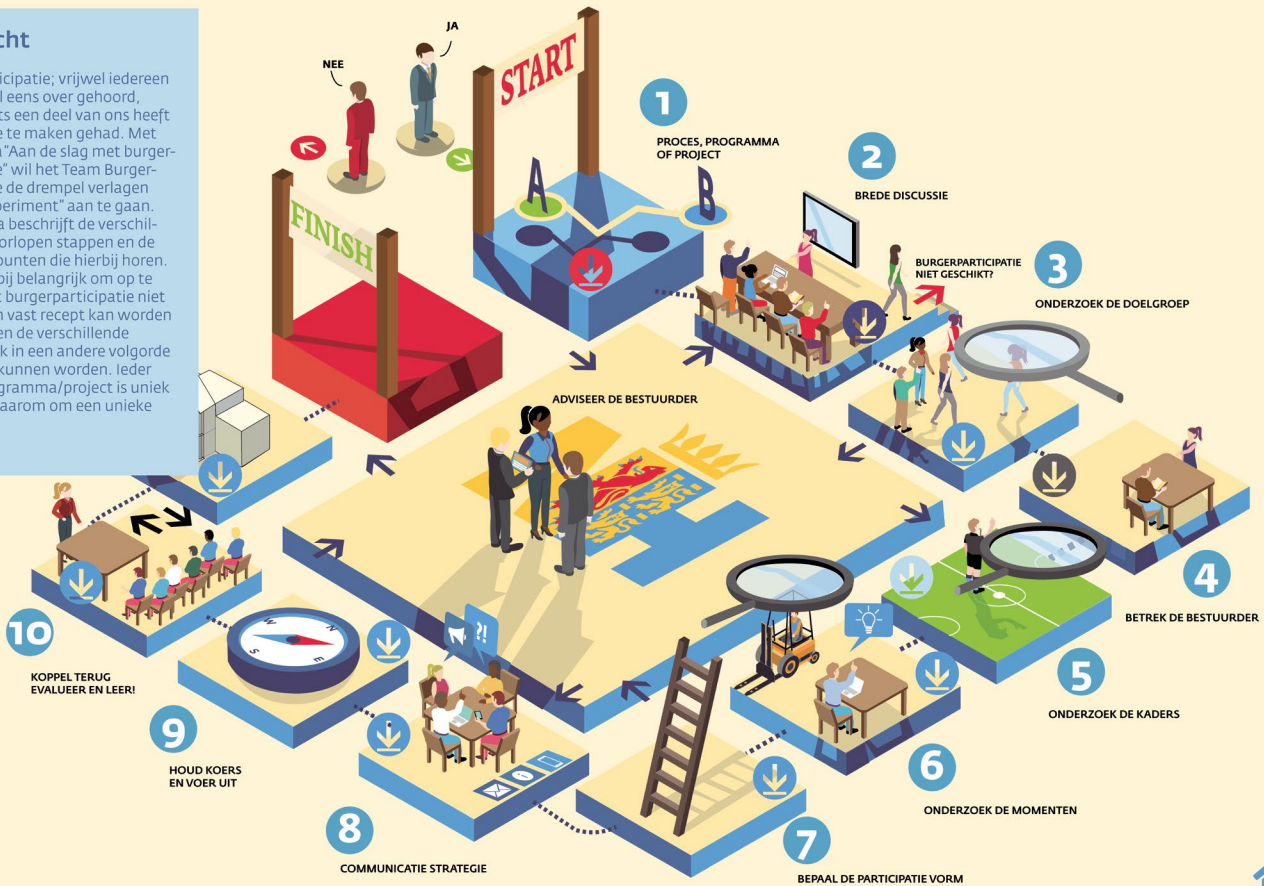 cht
icipatie; vrijwel iedereen
l eens over gehoord,
ts een deel van ons heeft
e te maken gehad. Met
"Aan de slag met burger-
e" wil het Team Burger-
e de drempel verlagen
periment" aan te gaan.
a beschrijft de verschil-
orlopen stappen en de
punten die hierbij horen.
bij belangrijk om op te
t burgerparticipatie niet
n vast recept kan worden
en de verschillende
k in een andere volgorde
kunnen worden. Ieder
gramma/project is uniek
aarom om een unieke
NEE
JA
START
FINISH
A
B
1
PROCES, PROGRAMMA
OF PROJECT
2
BREDE DISCUSSIE
BURGERPARTICIPATIE
NIET GESCHIKT?
3
ONDERZOEK DE DOELGROEP
ADVISEER DE BESTUURDER
4
BETREK DE BESTUURDER
5
ONDERZOEK DE KADERS
6
ONDERZOEK DE MOMENTEN
7
BEPAAL DE PARTICIPATIE VORM
?!
8
COMMUNICATIE STRATEGIE
N
E
S
W
9
HOUD KOERS
EN VOER UIT
10
KOPPEL TERUG
EVALUEER EN LEER!